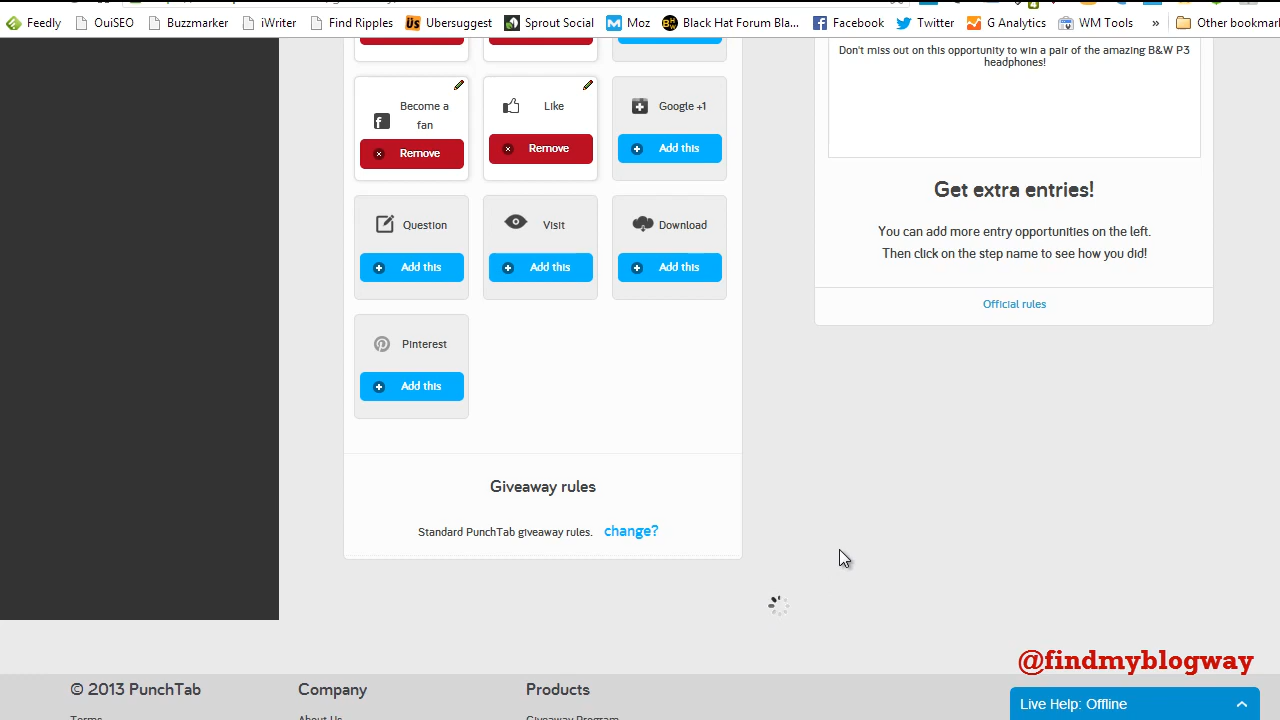 Feedly
OuiSEO
Buzzmarker
iWriter
Find Ripples
Ubersuggest
Sprout Social
Moz
Black Hat Forum Bla...
Facebook
Twitter
G Analytics
WM Tools
»
Other bookmar
Don't miss out on this opportunity to win a pair of the amazing B&W P3
headphones!
Become a
fan
Remove
Like
Remove
Google +1
Add this
Question
Add this
Visit
Add this
Download
Add this
Pinterest
Add this
Get extra entries!
You can add more entry opportunities on the left.
Then click on the step name to see how you did!
Official rules
Giveaway rules
Standard PunchTab giveaway rules. change?
@findmyblogway
© 2013 PunchTab
Company
Products
Terms
About Us
Giveaway Program
Live Help: Offline